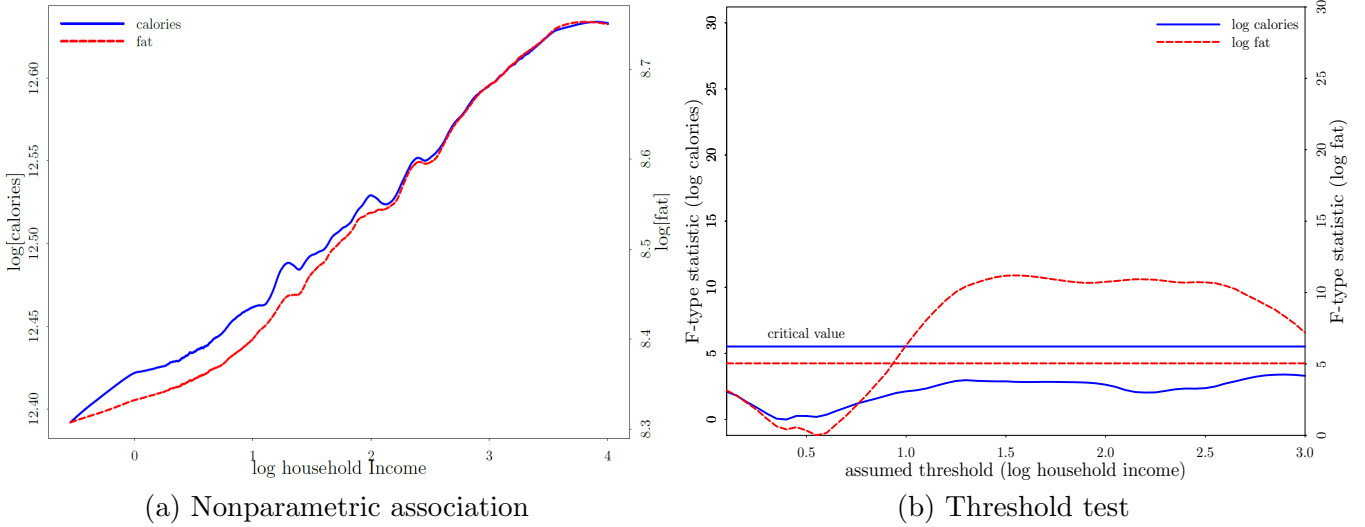 calories
fat
12.60
12.55
12.50
12.45
12.40
log[calories]
8.7
8.6
8.5
8.4
8.3
log[fat]
0
1
2
3
4
log household Income
(a) Nonparametric association
log calories
log fat
30
25
20
15
10
5
0
F-type statistic (log calories)
critical value
30
25
20
15
10
5
0
F-type statistic (log fat)
0.5
1.0
1.5
2.0
2.5
3.0
assumed threshold (log household income)
(b) Threshold test